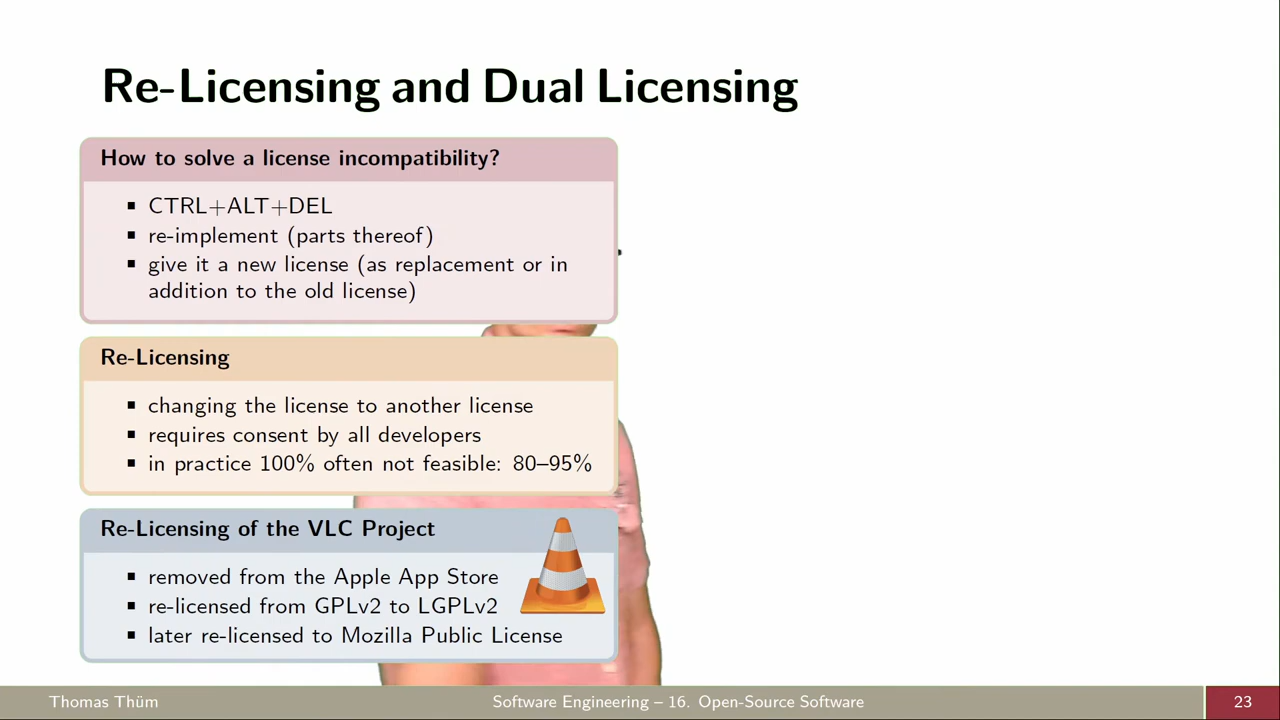 Re-Licensing and Dual Licensing
How to solve a license incompatibility?
▪ CTRL+ALT+DEL
▪ re-implement (parts thereof)
▪ give it a new license (as replacement or in
addition to the old license)
Re-Licensing
▪ changing the license to another license
▪ requires consent by all developers
▪ in practice 100% often not feasible: 80–95%
Re-Licensing of the VLC Project
▪ removed from the Apple App Store
▪ re-licensed from GPLv2 to LGPLv2
▪ later re-licensed to Mozilla Public License
Thomas Thüm
Software Engineering – 16. Open-Source Software
23